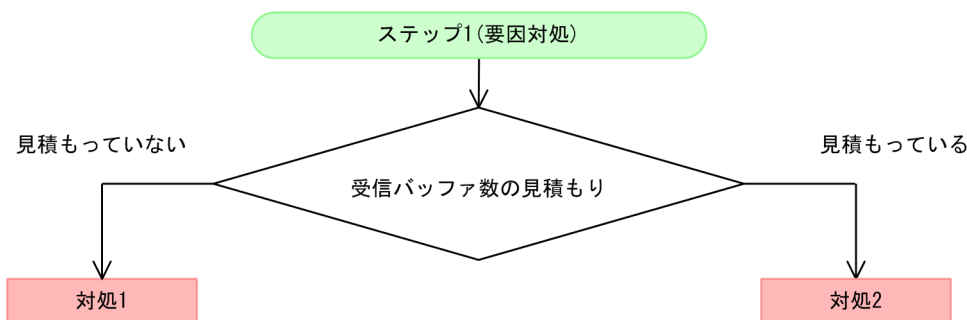 ステップ1(要因対処)
見積もっていない
見積もっている
受信バッファ数の見積もり
対処1
対処2